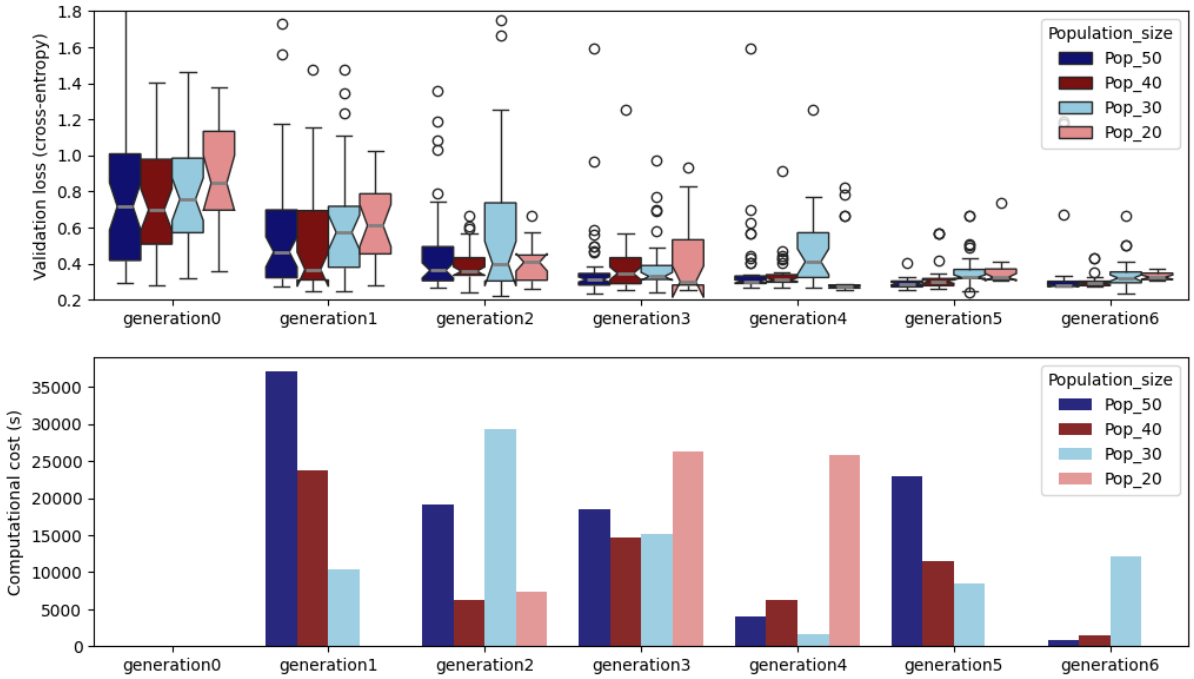 Validation loss (cross-entropy)
1.8
1.6
1.4
1.2
1.0
0.8
0.6
0.4
0.2
Population_size
Pop_50
Pop_40
Pop_30
Pop_20
generation0 generation1 generation2 generation3 generation4 generation5 generation6
Computational cost (s)
35000
30000
25000
20000
15000
10000
5000
0
Population_size
Pop_50
Pop_40
Pop_30
Pop_20
generation0 generation1 generation2 generation3 generation4 generation5 generation6